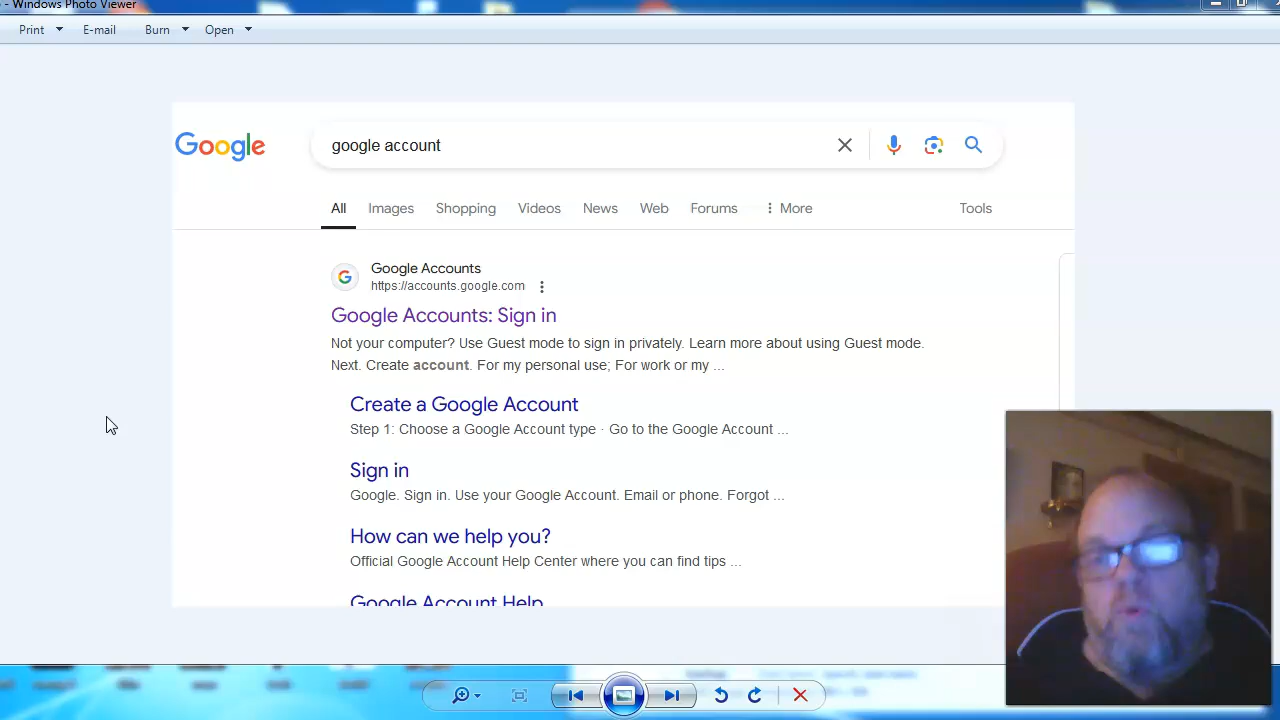 - Windows Photo Viewer
Print E-mail Burn Open
Google google account
All Images Shopping Videos News Web Forums More Tools
Google Accounts
https://accounts.google.com
Google Accounts: Sign in
Not your computer? Use Guest mode to sign in privately. Learn more about using Guest mode.
Next. Create account. For my personal use; For work or my ...
Create a Google Account
Step 1: Choose a Google Account type · Go to the Google Account ...
Sign in
Google. Sign in. Use your Google Account. Email or phone. Forgot ...
How can we help you?
Official Google Account Help Center where you can find tips ...
Google Account Help